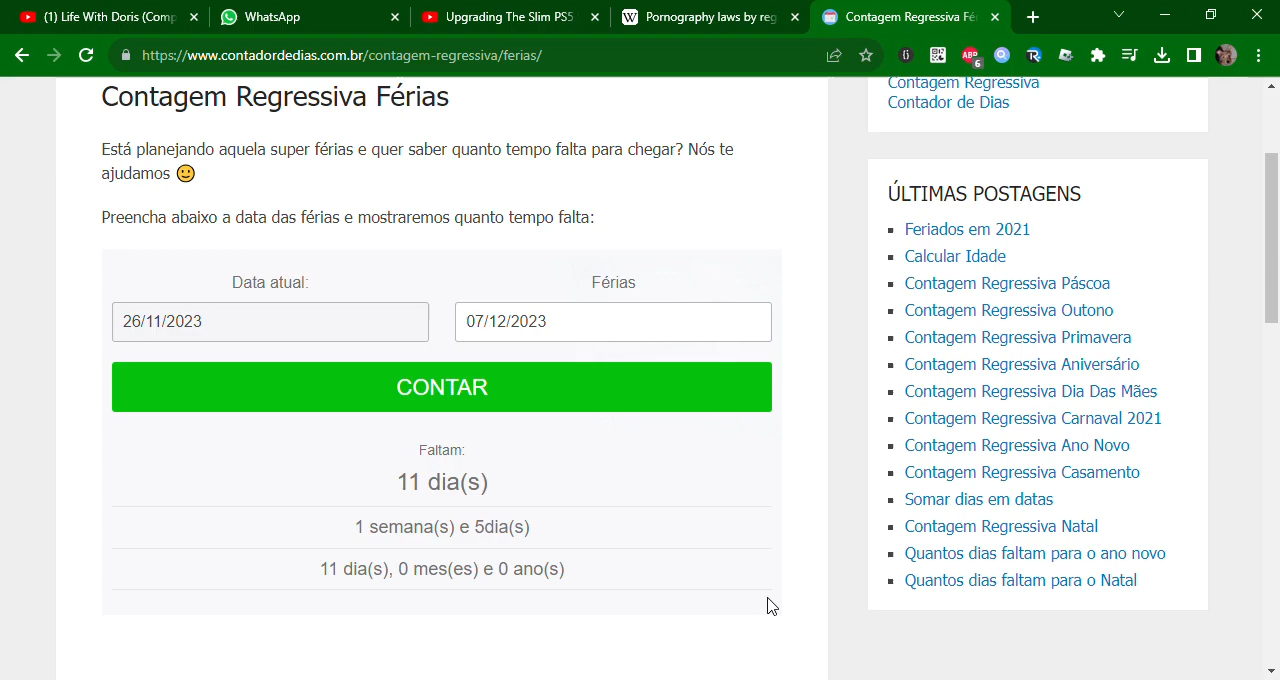 (1) Life With Doris (Comp
WhatsApp
Upgrading The Slim PS5
Pornography laws by reg
Contagem Regressiva Fé
https://www.contadordedias.com.br/contagem-regressiva/ferias/
ABP
6
Contagem Regressiva Férias
Está planejando aquela super férias e quer saber quanto tempo falta para chegar? Nós te
ajudamos 🙂
Preencha abaixo a data das férias e mostraremos quanto tempo falta:
Data atual:
Férias
26/11/2023
07/12/2023
CONTAR
Faltam:
11 dia(s)
1 semana(s) e 5dia(s)
11 dia(s), 0 mes(es) e 0 ano(s)
Contagem Regressiva
Contador de Dias
ÚLTIMAS POSTAGENS
Feriados em 2021
Calcular Idade
Contagem Regressiva Páscoa
Contagem Regressiva Outono
Contagem Regressiva Primavera
Contagem Regressiva Aniversário
Contagem Regressiva Dia Das Mães
Contagem Regressiva Carnaval 2021
Contagem Regressiva Ano Novo
Contagem Regressiva Casamento
Somar dias em datas
Contagem Regressiva Natal
Quantos dias faltam para o ano novo
Quantos dias faltam para o Natal